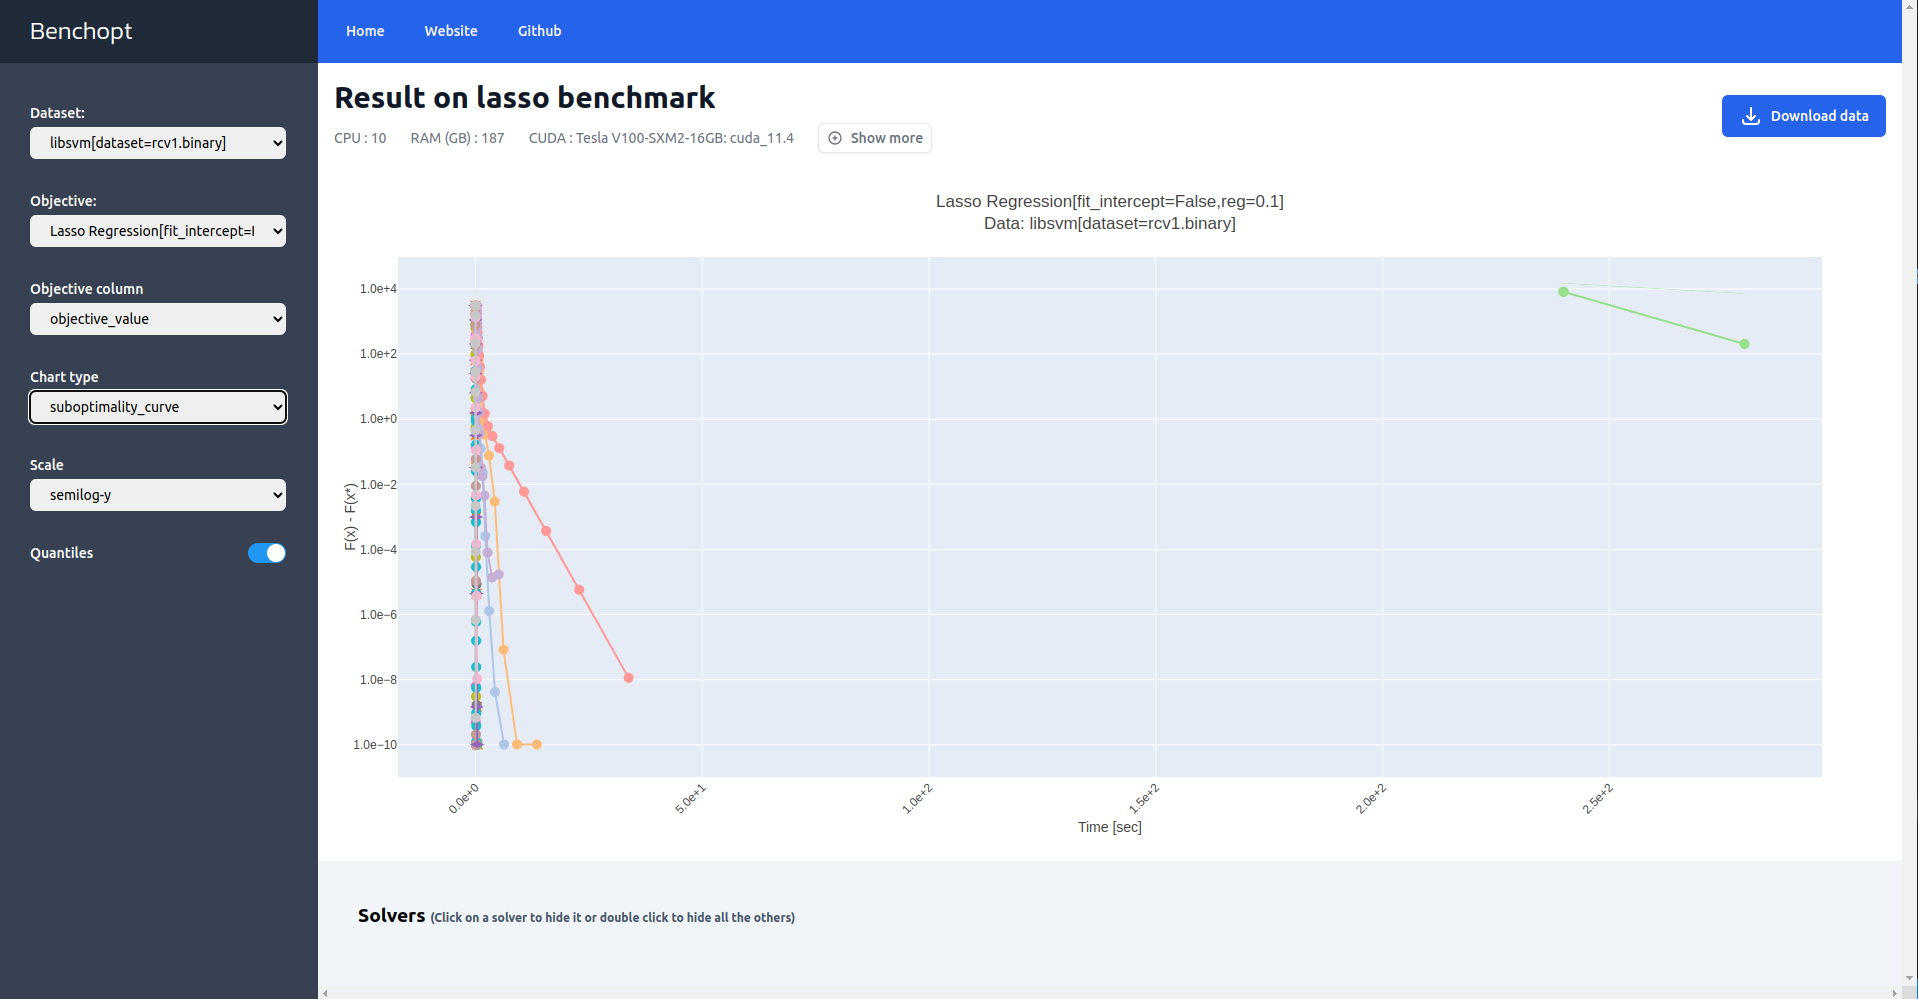 Benchopt
Home
Website
Github
Dataset:
libsvm[dataset=rcv1.binary]
Objective:
Lasso Regression[fit_intercept=
Objective column
objective_value
Chart type
suboptimality_curve
Scale
semilog-y
Quantiles
Result on lasso benchmark
CPU : 10
RAM (GB) : 187
CUDA : Tesla V100-SXM2-16GB: cuda_11.4
Show more
Download data
Lasso Regression[fit_intercept=False,reg=0.1]
Data: libsvm[dataset=rcv1.binary]
F(x) - F(x*)
1.0e+4
1.0e+2
1.0e+0
1.0e−2
1.0e−4
1.0e−6
1.0e−8
1.0e−10
0.0e+0
5.0e+1
1.0e+2
1.5e+2
2.0e+2
2.5e+2
Time [sec]
Solvers (Click on a solver to hide it or double click to hide all the others)